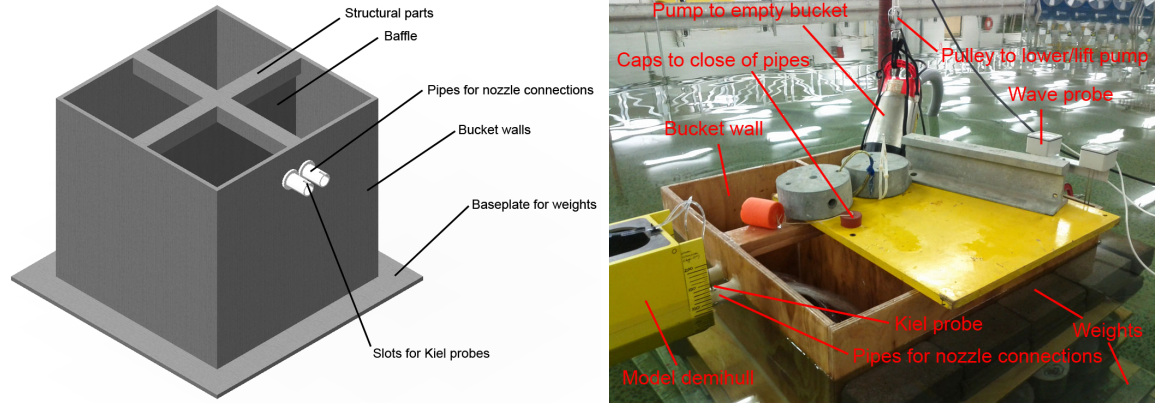 Structural parts
Baffle
Pipes for nozzle connections
Bucket walls
Baseplate for weights
Slots for Kiel probes
Pump to empty bucket
Pulley to lower/lift pump
Caps to close of pipes
Wave probe
Bucket wall
Kiel probe
Weights
Pipes for nozzle connections
Model demihull